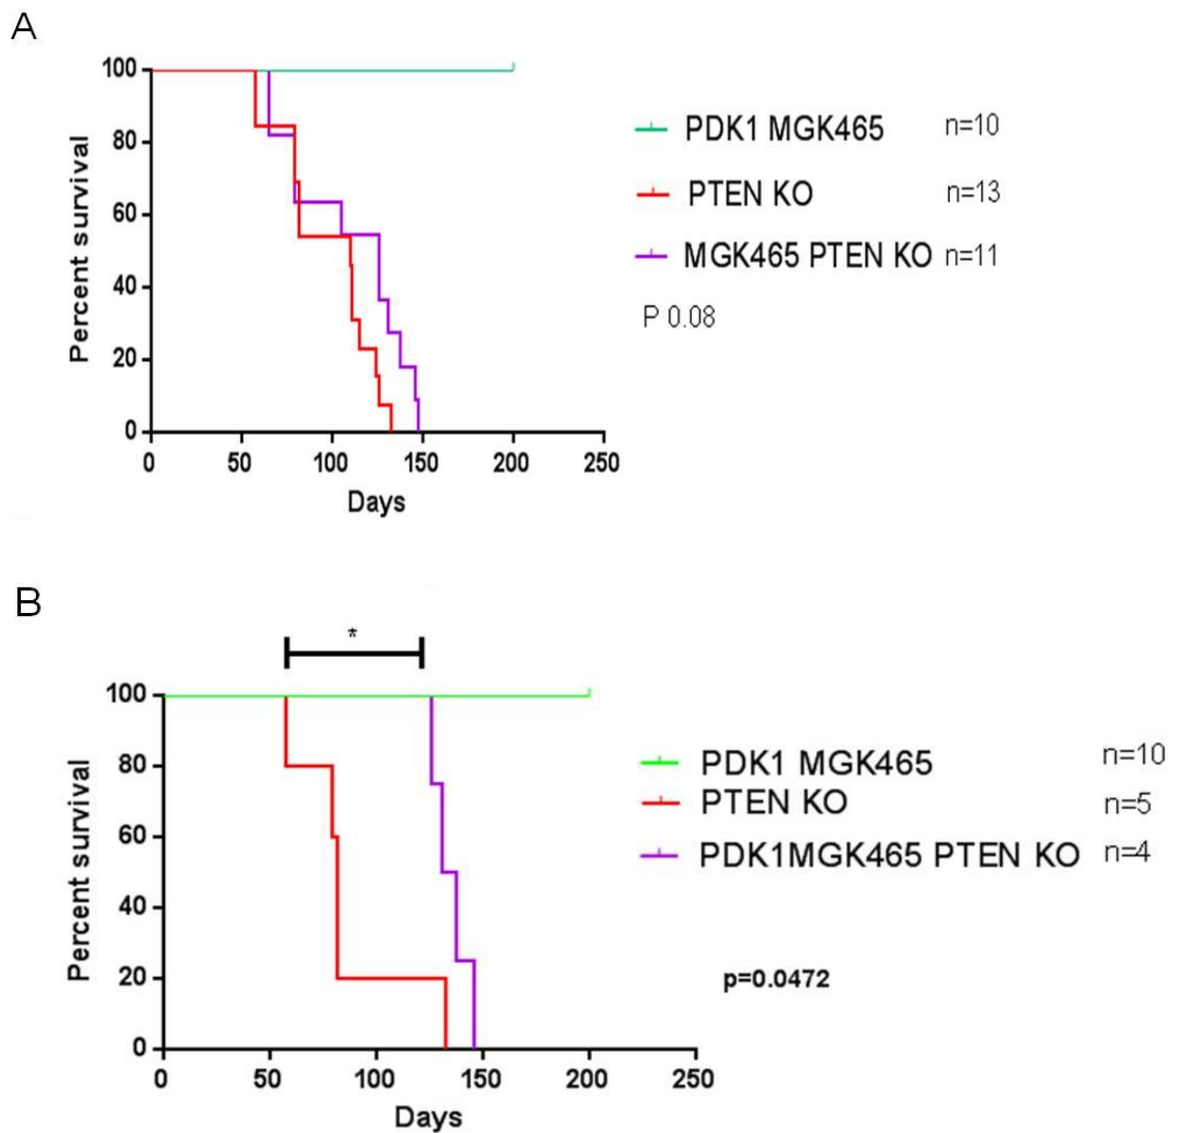 A
100
80
60
40
20
0
Percent survival
0 50 100 150 200 250
Days
PDK1 MGK465 n=10
PTEN KO n=13
MGK465 PTEN KO n=11
P 0.08
B
*
100
80
60
40
20
0
Percent survival
0 50 100 150 200 250
Days
PDK1 MGK465 n=10
PTEN KO n=5
PDK1MGK465 PTEN KO n=4
p=0.0472